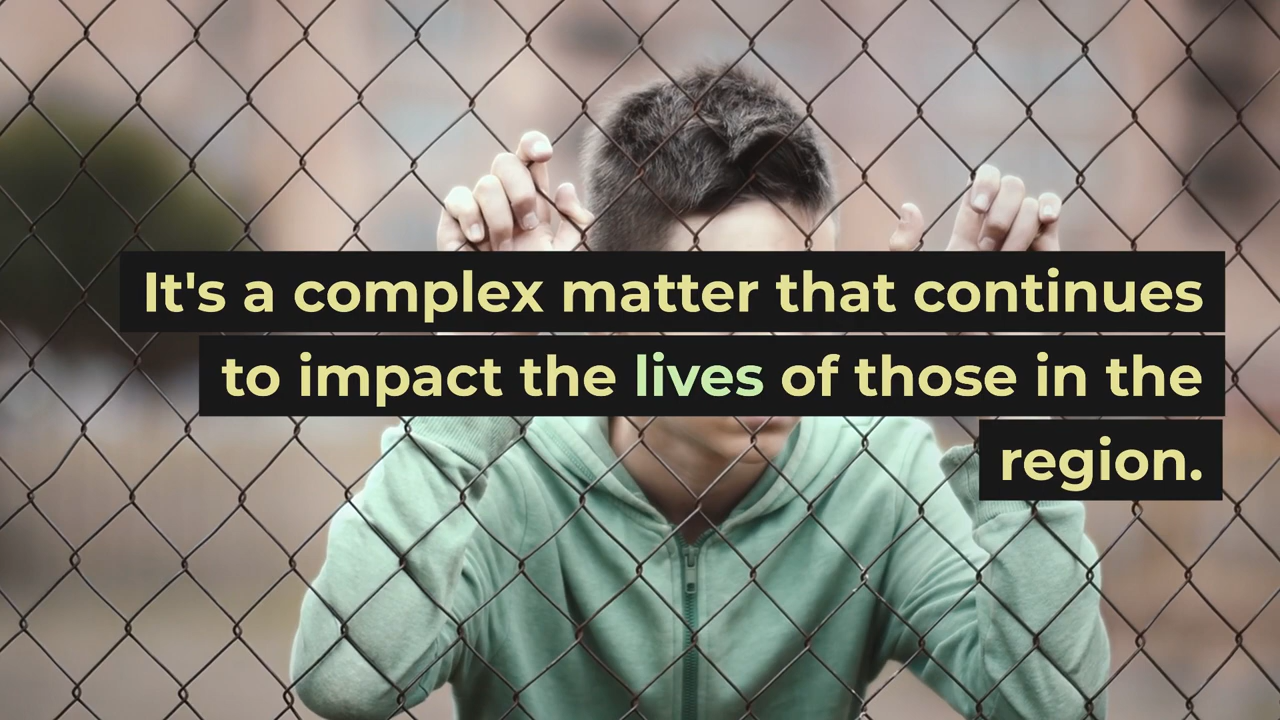 It's a complex matter that continues
to impact the lives of those in the
region.